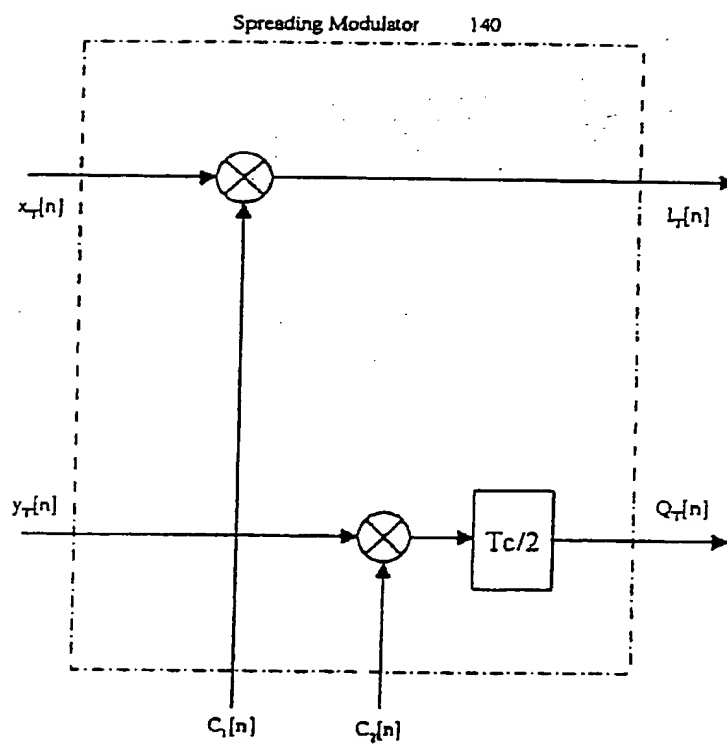 Spreading Modulator 140
x_T[n]
I_T[n]
y_T[n]
Q_T[n]
Tc/2
C_1[n]
C_2[n]